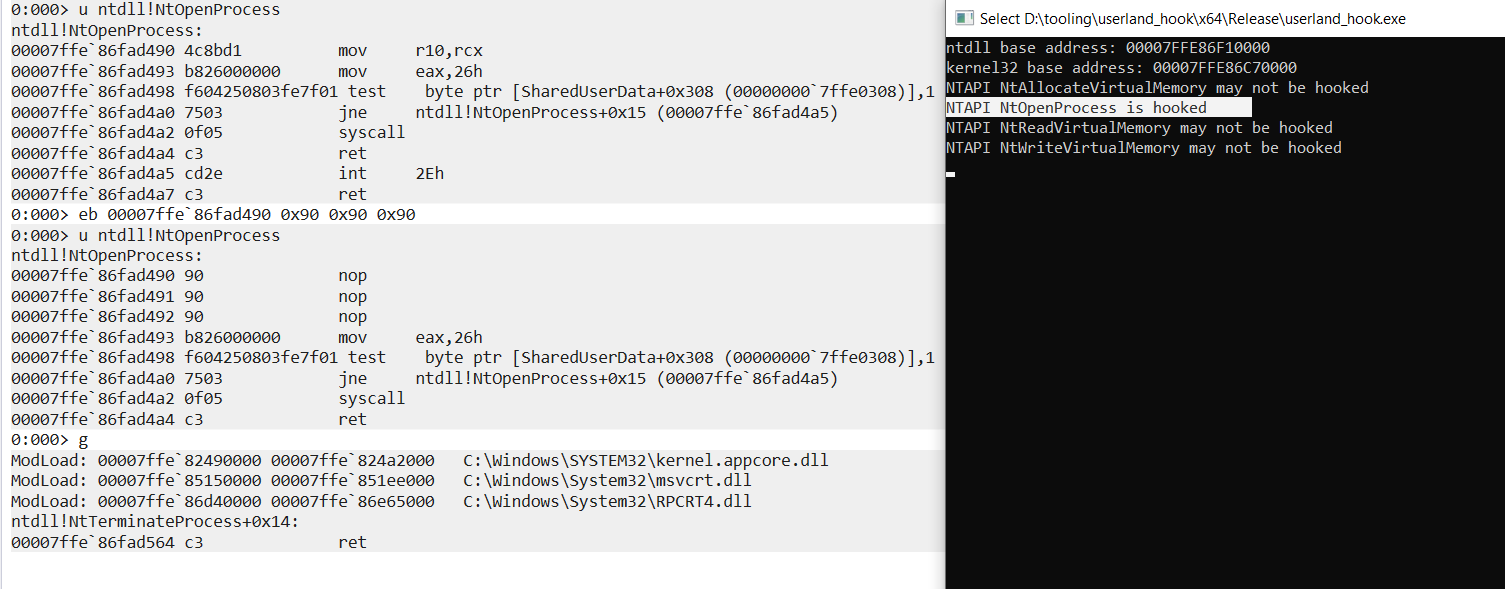 0:000> u ntdll!NtOpenProcess
ntdll!NtOpenProcess:
00007ffe`86fad490 4c8bd1 mov r10,rcx
00007ffe`86fad493 b826000000 mov eax,26h
00007ffe`86fad498 f604250803fe7f01 test byte ptr [SharedUserData+0x308 (00000000`7ffe0308)],1
00007ffe`86fad4a0 7503 jne ntdll!NtOpenProcess+0x15 (00007ffe`86fad4a5)
00007ffe`86fad4a2 0f05 syscall
00007ffe`86fad4a4 c3 ret
00007ffe`86fad4a5 cd2e int 2Eh
00007ffe`86fad4a7 c3 ret
0:000> eb 00007ffe`86fad490 0x90 0x90 0x90
0:000> u ntdll!NtOpenProcess
ntdll!NtOpenProcess:
00007ffe`86fad490 90 nop
00007ffe`86fad491 90 nop
00007ffe`86fad492 90 nop
00007ffe`86fad493 b826000000 mov eax,26h
00007ffe`86fad498 f604250803fe7f01 test byte ptr [SharedUserData+0x308 (00000000`7ffe0308)],1
00007ffe`86fad4a0 7503 jne ntdll!NtOpenProcess+0x15 (00007ffe`86fad4a5)
00007ffe`86fad4a2 0f05 syscall
00007ffe`86fad4a4 c3 ret
0:000> g
ModLoad: 00007ffe`82490000 00007ffe`824a2000 C:\Windows\SYSTEM32\kernel.appcore.dll
ModLoad: 00007ffe`85150000 00007ffe`851ee000 C:\Windows\System32\msvcrt.dll
ModLoad: 00007ffe`86d40000 00007ffe`86e65000 C:\Windows\System32\RPCRT4.dll
ntdll!NtTerminateProcess+0x14:
00007ffe`86fad564 c3 ret
Select D:\tooling\userland_hook\x64\Release\userland_hook.exe
ntdll base address: 00007FFE86F10000
kernel32 base address: 00007FFE86C70000
NTAPI NtAllocateVirtualMemory may not be hooked
NTAPI NtOpenProcess is hooked
NTAPI NtReadVirtualMemory may not be hooked
NTAPI NtWriteVirtualMemory may not be hooked